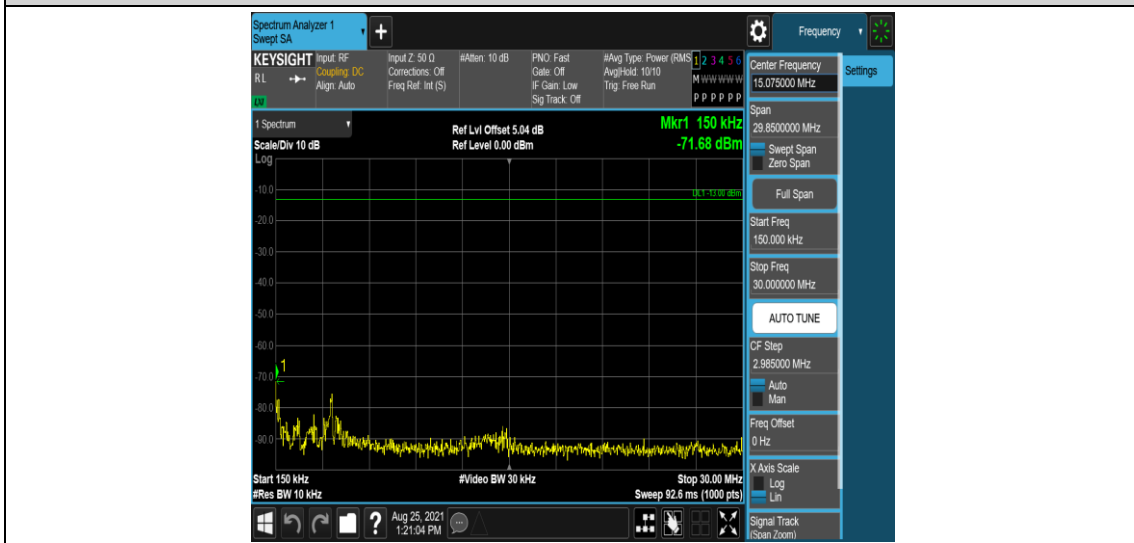 Spectrum Analyzer 1
Swept SA
+
Frequency
KEYSIGHT
RL
LXI
Input: RF
Coupling: DC
Align: Auto
Input Z: 50 Ω
Corrections: Off
Freq Ref: Int (S)
#Atten: 10 dB
PNO: Fast
Gate: Off
IF Gain: Low
Sig Track: Off
#Avg Type: Power (RMS
Avg|Hold: 10/10
Trig: Free Run
1 2 3 4 5 6
M W W W W W
P P P P P P
Center Frequency
15.075000 MHz
Settings
Span
29.8500000 MHz
Swept Span
Zero Span
Full Span
Start Freq
150.000 kHz
Stop Freq
30.000000 MHz
AUTO TUNE
CF Step
2.985000 MHz
Auto
Man
Freq Offset
0 Hz
X Axis Scale
Log
Lin
Signal Track
(Span Zoom)
1 Spectrum
Scale/Div 10 dB
Log
Ref Lvl Offset 5.04 dB
Ref Level 0.00 dBm
Mkr1 150 kHz
-71.68 dBm
DL1 -13.00 dBm
-10.0
-20.0
-30.0
-40.0
-50.0
-60.0
-70.0
-80.0
-90.0
1
Start 150 kHz
#Res BW 10 kHz
#Video BW 30 kHz
Stop 30.00 MHz
Sweep 92.6 ms (1000 pts)
?
Aug 25, 2021
1:21:04 PM